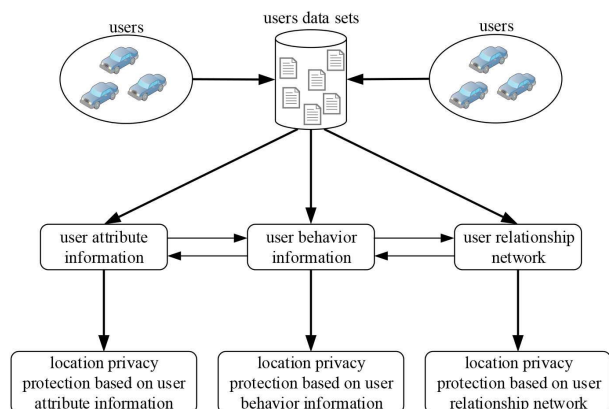 users data sets
users
users
user attribute
information
user behavior
information
user relationship
network
location privacy
protection based on user
attribute information
location privacy
protection based on user
behavior information
location privacy
protection based on user
relationship network